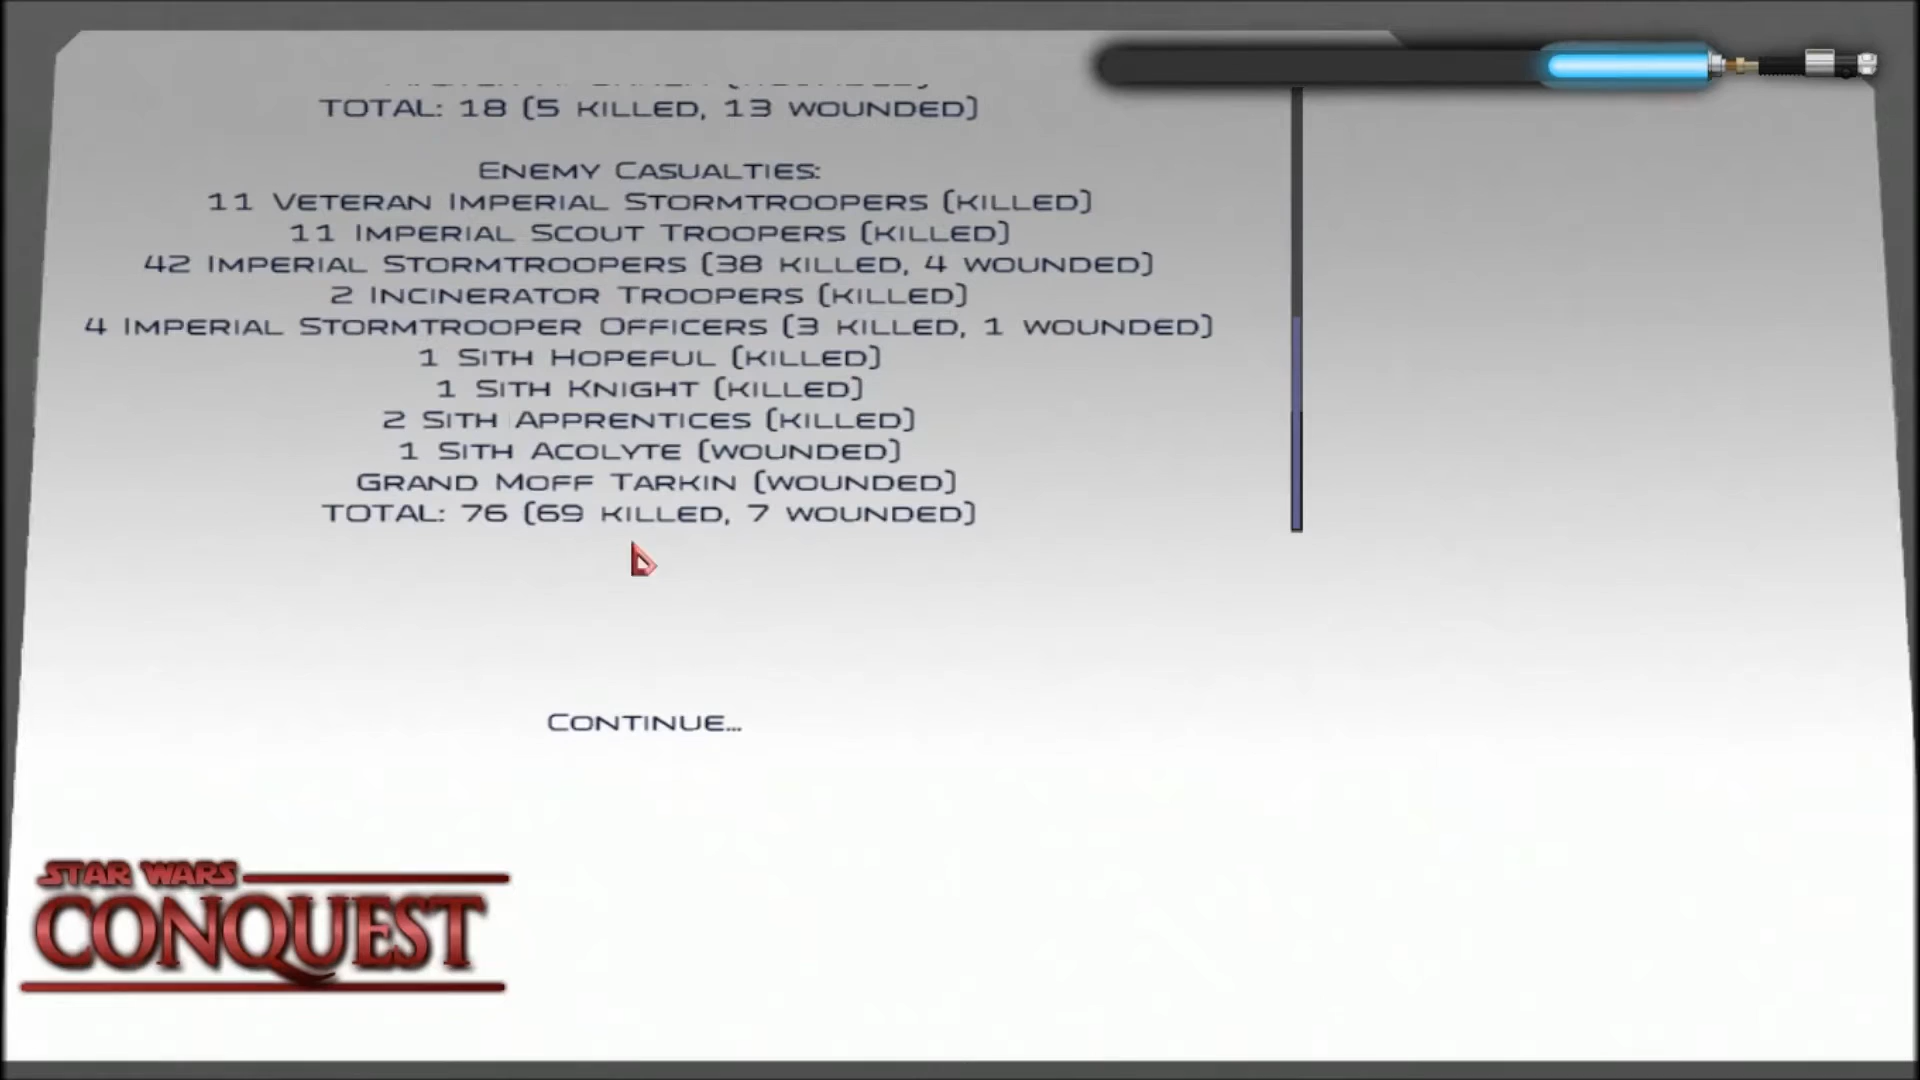 TOTAL: 18 (5 KILLED, 13 WOUNDED)
ENEMY CASUALTIES:
11 VETERAN IMPERIAL STORMTROOPERS (KILLED)
11 IMPERIAL SCOUT TROOPERS (KILLED)
42 IMPERIAL STORMTROOPERS (38 KILLED, 4 WOUNDED)
2 INCINERATOR TROOPERS (KILLED)
4 IMPERIAL STORMTROOPER OFFICERS (3 KILLED, 1 WOUNDED)
1 SITH HOPEFUL (KILLED)
1 SITH KNIGHT (KILLED)
2 SITH APPRENTICES (KILLED)
1 SITH ACOLYTE (WOUNDED)
GRAND MOFF TARKIN (WOUNDED)
TOTAL: 76 (69 KILLED, 7 WOUNDED)
CONTINUE...
STAR WARS
CONQUEST